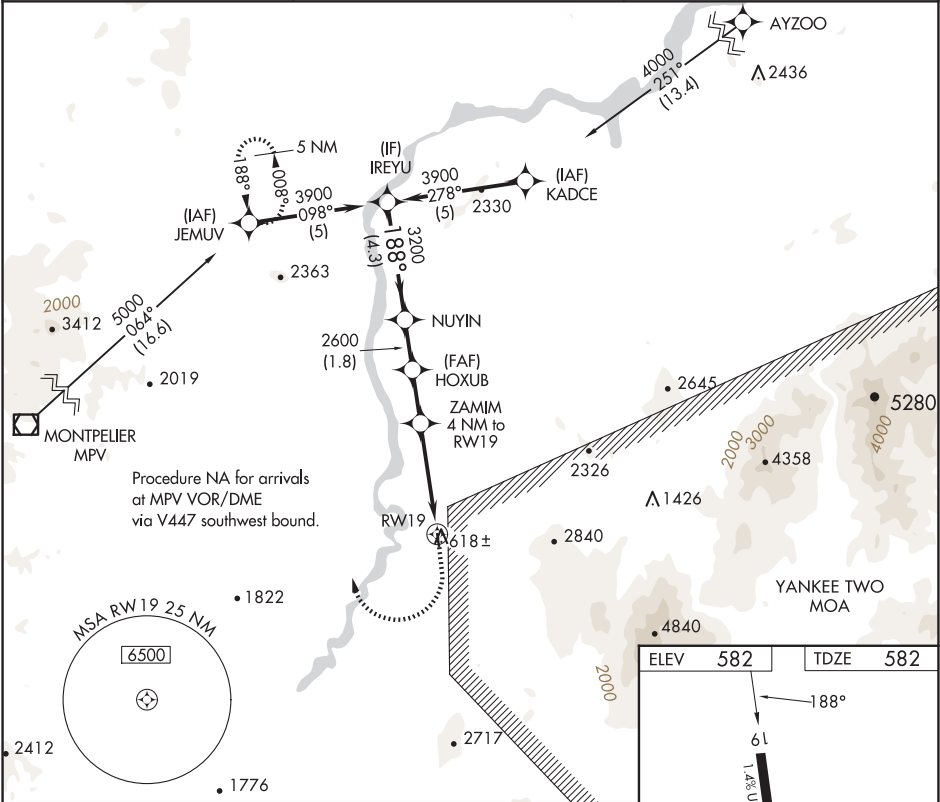 AYZOO
4000
251°
(13.4)
2436
5 NM
188°
008°
(IF)
IREYU
3900
278°
(5)
2330
(IAF)
KADCE
(IAF)
JEMUV
3900
098°
(5)
3200
188°
(4.3)
2363
5000
064°
(16.6)
2000
3412
NUYIN
2600
(1.8)
(FAF)
HOXUB
2019
ZAMIM
4 NM to
RW19
MONTPELIER
MPV
2645
5280
2000
3000
4000
2326
4358
Procedure NA for arrivals
at MPV VOR/DME
via V447 southwest bound.
1426
RW19
618±
2840
1822
YANKEE TWO
MOA
MSA RW19 25 NM
6500
4840
2000
ELEV 582
TDZE 582
188°
19
1.4% U
2412
2717
1776